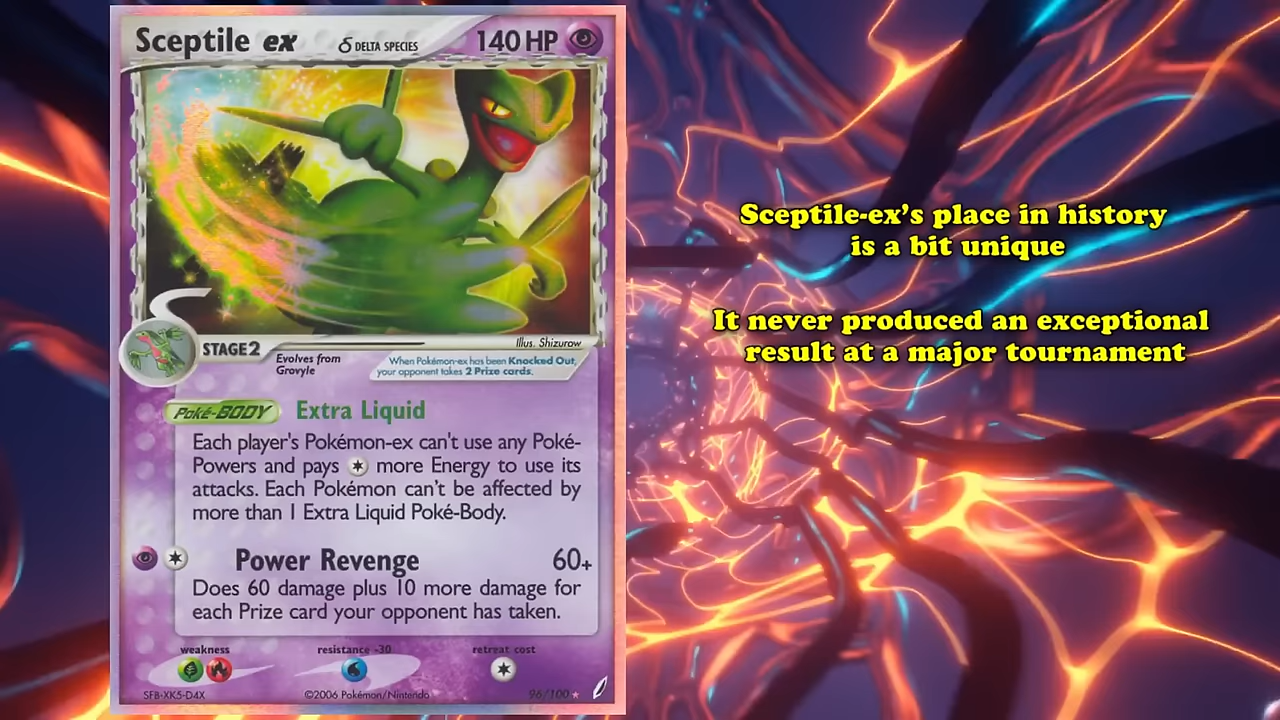 Sceptile ex δ DELTA SPECIES 140 HP
Illus. Shizurow
STAGE2 Evolves from Grovyle
When Pokémon-ex has been Knocked Out,
your opponent takes 2 Prize cards.
Poké-BODY Extra Liquid
Each player's Pokémon-ex can't use any Poké-
Powers and pays more Energy to use its
attacks. Each Pokémon can't be affected by
more than 1 Extra Liquid Poké-Body.
Power Revenge 60+
Does 60 damage plus 10 more damage for
each Prize card your opponent has taken.
weakness resistance -30 retreat cost
SFB-XK5-D4X ©2006 Pokémon/Nintendo 96/100
Sceptile-ex’s place in history
is a bit unique
It never produced an exceptional
result at a major tournament